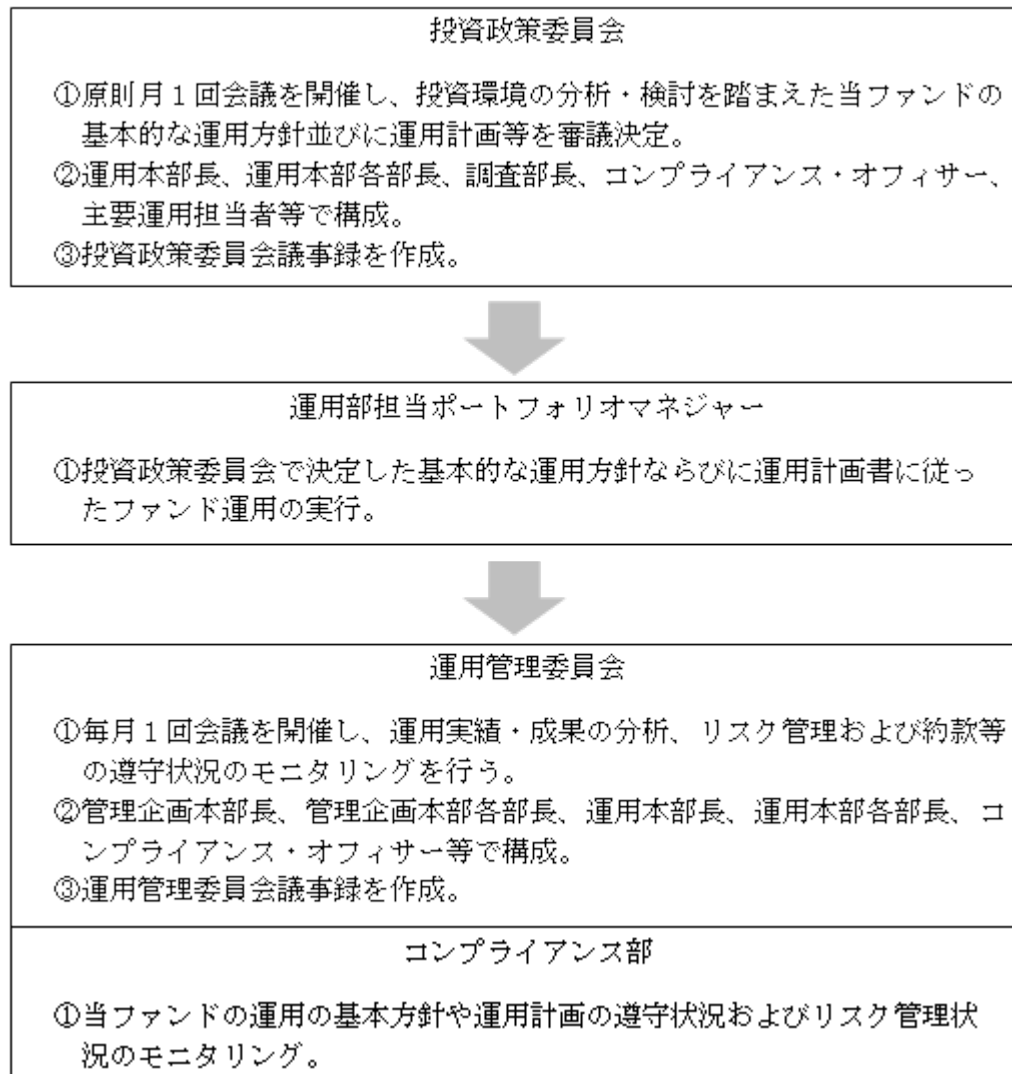 投資政策委員会
①原則月１回会議を開催し、投資環境の分析・検討を踏まえた当ファンドの
基本的な運用方針並びに運用計画等を審議決定。
②運用本部長、運用本部各部長、調査部長、コンプライアンス・オフィサー、
主要運用担当者等で構成。
③投資政策委員会議事録を作成。
運用部担当ポートフォリオマネジャー
①投資政策委員会で決定した基本的な運用方針ならびに運用計画書に従っ
たファンド運用の実行。
運用管理委員会
①毎月１回会議を開催し、運用実績・成果の分析、リスク管理および約款等
の遵守状況のモニタリングを行う。
②管理企画本部長、管理企画本部各部長、運用本部長、運用本部各部長、コ
ンプライアンス・オフィサー等で構成。
③運用管理委員会議事録を作成。
コンプライアンス部
①当ファンドの運用の基本方針や運用計画の遵守状況およびリスク管理状
況のモニタリング。